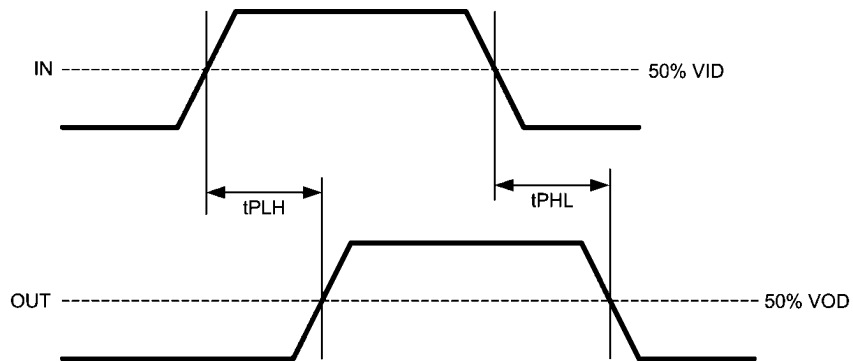 IN
50% VID
tPLH
tPHL
OUT
50% VOD